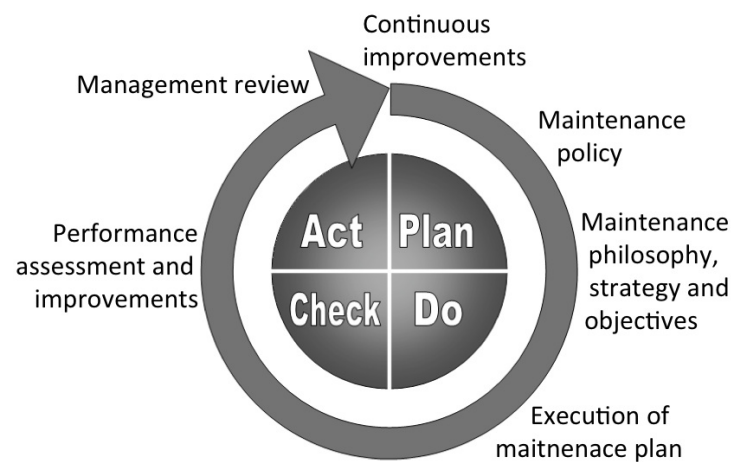 Continuous
improvements
Management review
Maintenance
policy
Act
Plan
Performance
assessment and
improvements
Maintenance
philosophy,
strategy and
objectives
Check
Do
Execution of
maitnenace plan